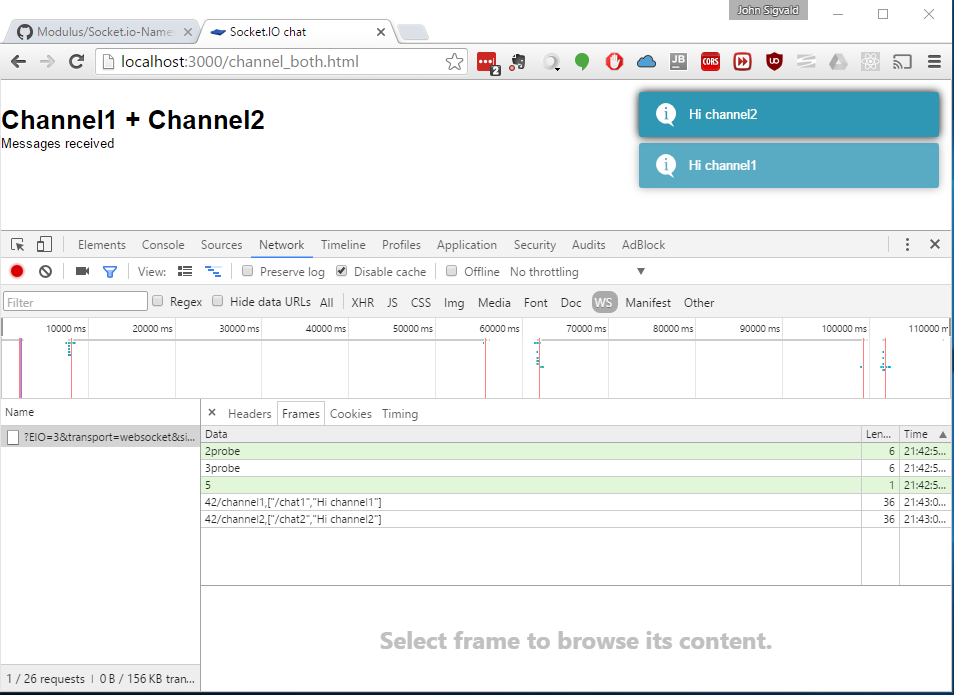 John Sigvald
Modulus/Socket.io-Name
Socket.IO chat
localhost:3000/channel_both.html
2
JB
CORS
Channel1 + Channel2
Messages received
Hi channel2
Hi channel1
Elements Console Sources Network Timeline Profiles Application Security Audits AdBlock
View: Preserve log Disable cache Offline No throttling
Filter Regex Hide data URLs All XHR JS CSS Img Media Font Doc WS Manifest Other
10000 ms 20000 ms 30000 ms 40000 ms 50000 ms 60000 ms 70000 ms 80000 ms 90000 ms 100000 ms 110000 m
Name
?EIO=3&transport=websocket&si...
Headers Frames Cookies Timing
Data Len... Time
2probe 6 21:42:5...
3probe 6 21:42:5...
5 1 21:42:5...
42/channel1,["/chat1","Hi channel1"] 36 21:43:0...
42/channel2,["/chat2","Hi channel2"] 36 21:43:0...
Select frame to browse its content.
1 / 26 requests | 0 B / 156 KB tran...